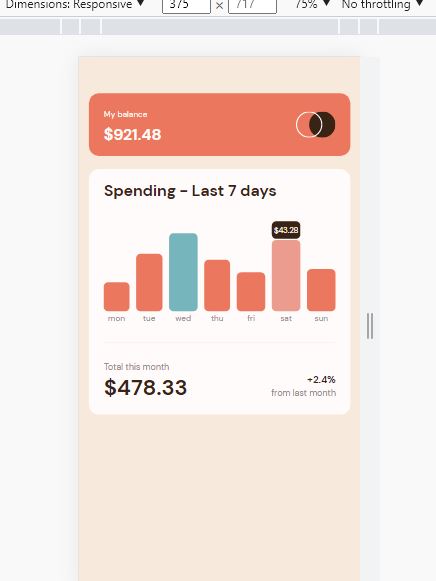 Dimensions: Responsive ▼ 375 × 717 75% ▼ No throttling ▼
My balance
$921.48
Spending - Last 7 days
$43.28
mon tue wed thu fri sat sun
Total this month
$478.33
+2.4%
from last month